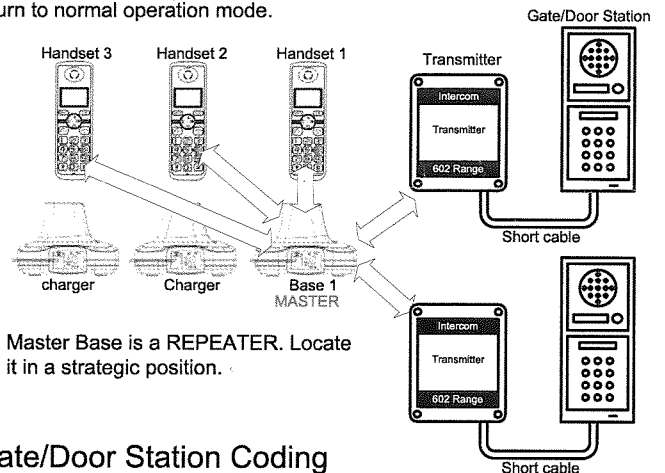 urn to normal operation mode.
Gate/Door Station
Handset 3 Handset 2 Handset 1
Transmitter
Intercom
Transmitter
602 Range
Short cable
charger Charger Base 1
MASTER
Intercom
Transmitter
602 Range
Short cable
Master Base is a REPEATER. Locate
it in a strategic position.
ate/Door Station Coding